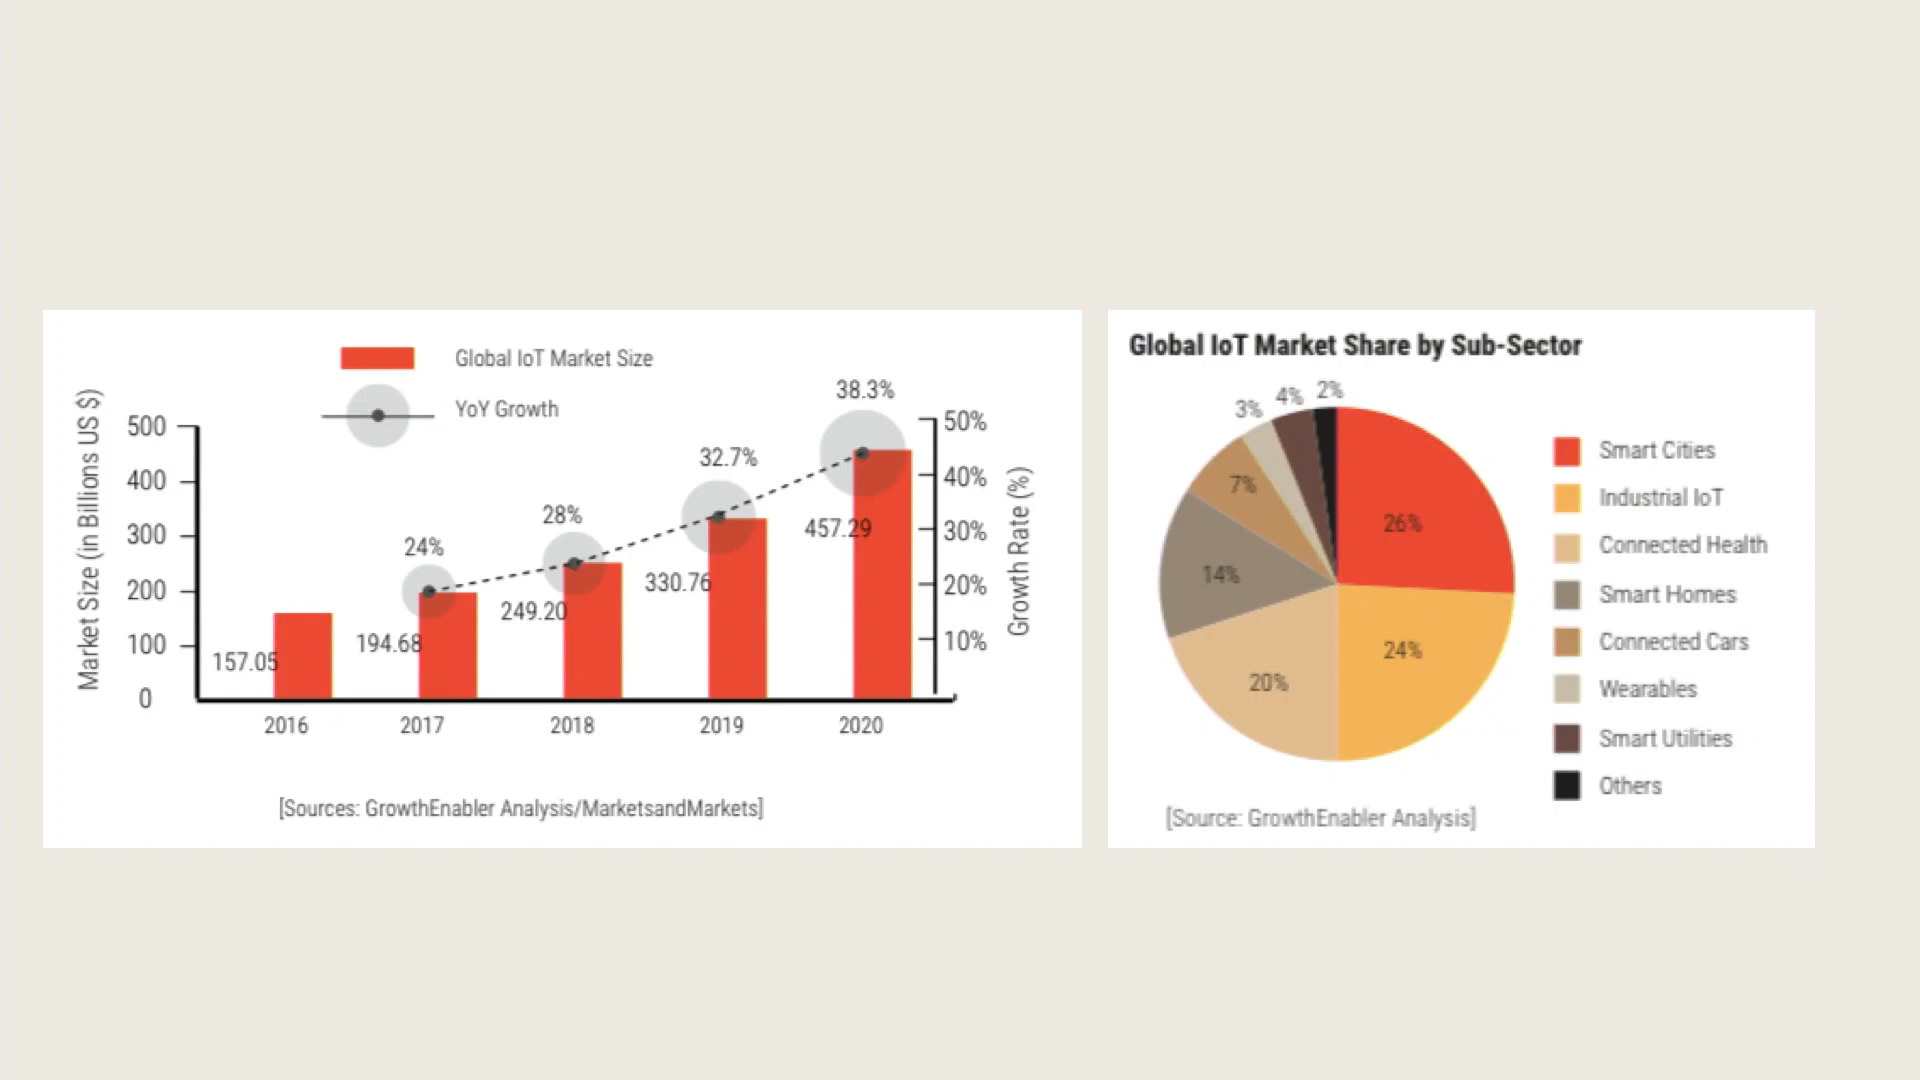 Global IoT Market Size
YoY Growth
Market Size (in Billions US $)
500
400
300
200
100
0
157.05
194.68
249.20
330.76
457.29
24%
28%
32.7%
38.3%
50%
40%
30%
20%
10%
Growth Rate (%)
2016
2017
2018
2019
2020
[Sources: GrowthEnabler Analysis/MarketsandMarkets]
Global IoT Market Share by Sub-Sector
3%
4%
2%
7%
26%
14%
24%
20%
Smart Cities
Industrial IoT
Connected Health
Smart Homes
Connected Cars
Wearables
Smart Utilities
Others
[Source: GrowthEnabler Analysis]